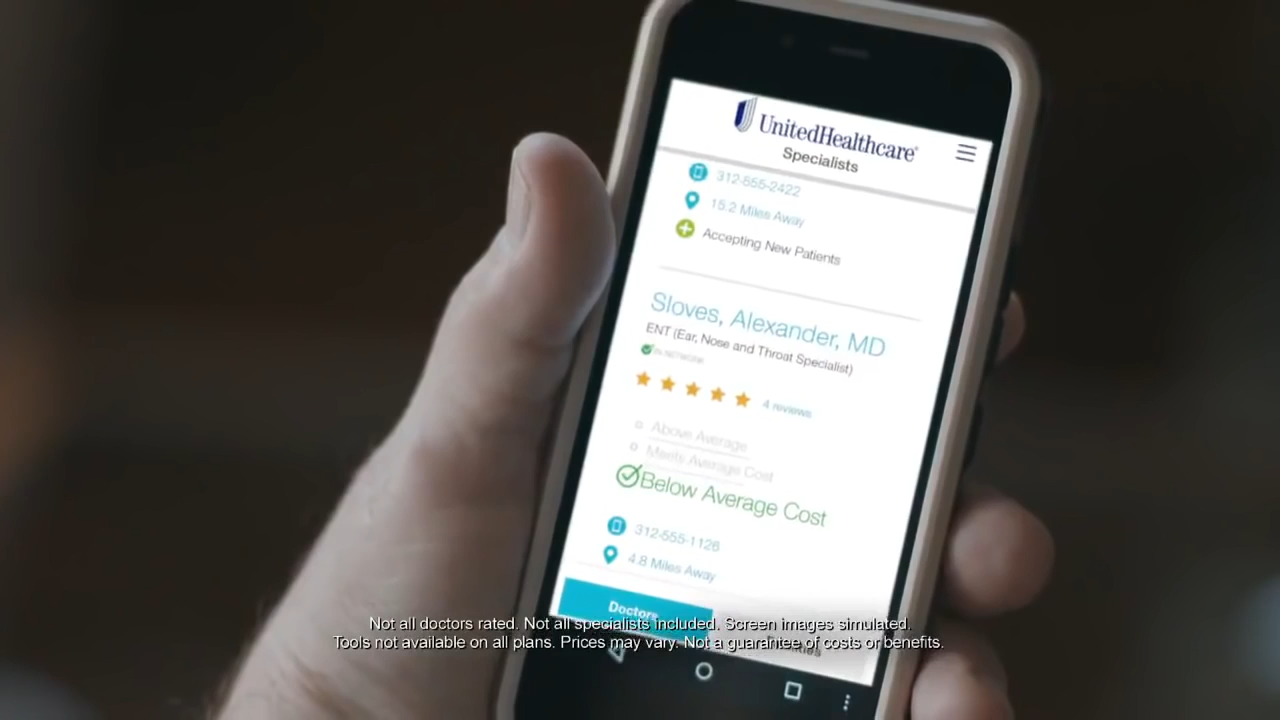 UnitedHealthcare
Specialists
312-555-2422
15.2 Miles Away
Accepting New Patients
Sloves, Alexander, MD
ENT (Ear, Nose and Throat Specialist)
IN NETWORK
4 reviews
Above Average
Meets Average Cost
Below Average Cost
312-555-1126
4.8 Miles Away
Doctors
Not all doctors rated. Not all specialists included. Screen images simulated.
Tools not available on all plans. Prices may vary. Not a guarantee of costs or benefits.